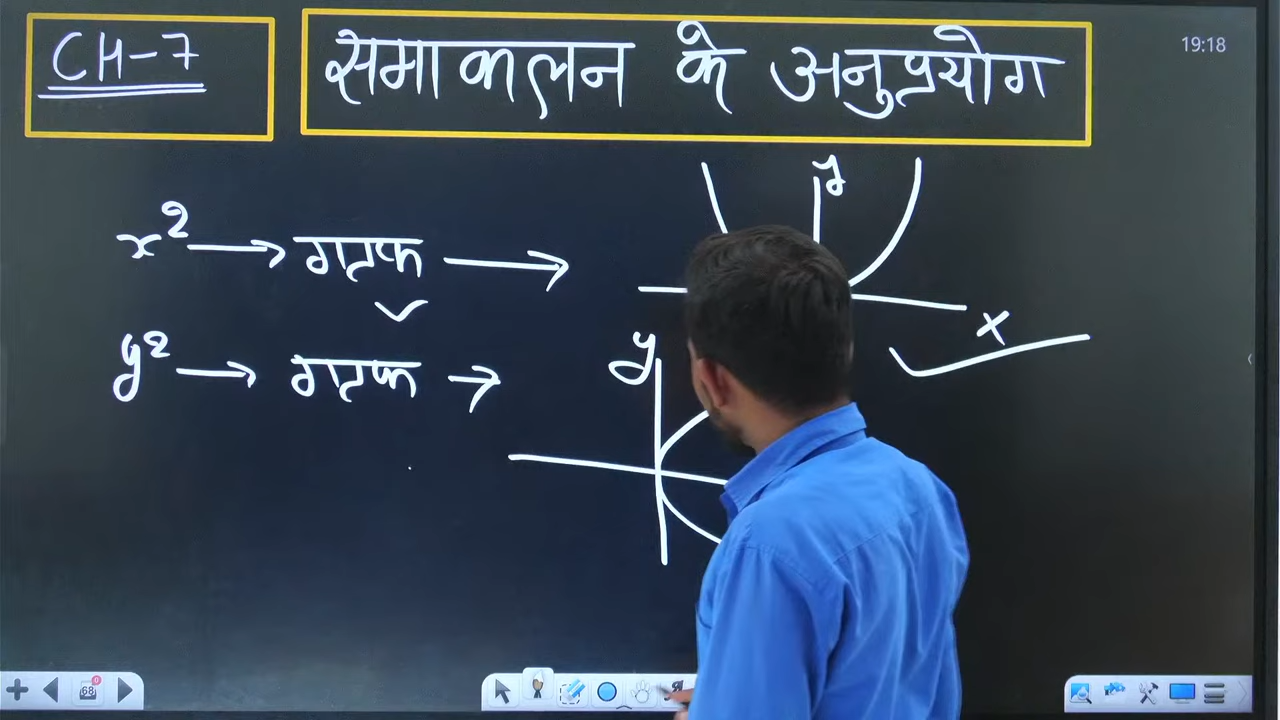 CH-7
समाकलन के अनुप्रयोग
19:18
x² → ग्राफ →
y
x
y² → ग्राफ →
y
68